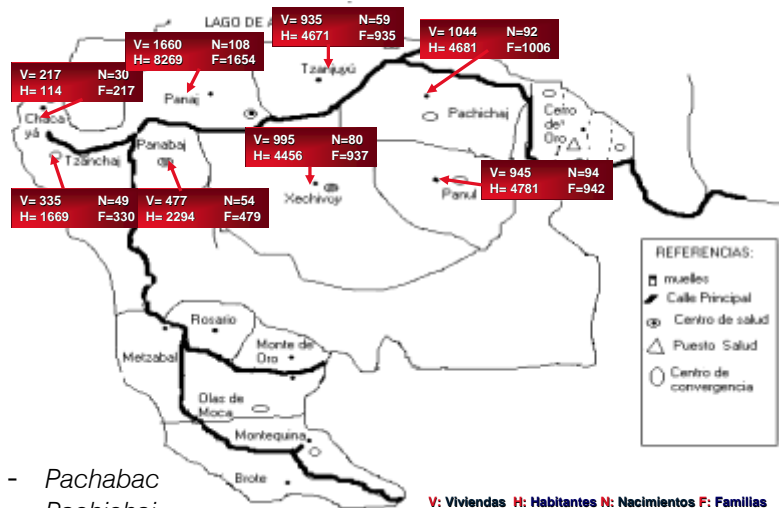 LAGO DE A
V= 935 N=59
H= 4671 F=935
V= 1044 N=92
H= 4681 F=1006
V= 1660 N=108
H= 8269 F=1654
Tzanjuyú
V= 217 N=30
H= 114 F=217
Panaj
Pachichaj
Cerro
de
Oro
Chaca
yá
Panabaj
Tzanchaj
V= 995 N=80
H= 4456 F=937
V= 945 N=94
H= 4781 F=942
V= 335 N=49
H= 1669 F=330
V= 477 N=54
H= 2294 F=479
Xechivoy
Panul
REFERENCIAS:
muelles
Calle Principal
Centro de salud
Puesto Salud
Centro de
convergencia
Rosario
Metzabal
Monte de
Oro
Olas de
Moca
Montequina
Brote
- Pachabac
Pachichaj
V: Viviendas H: Habitantes N: Nacimientos F: Familias